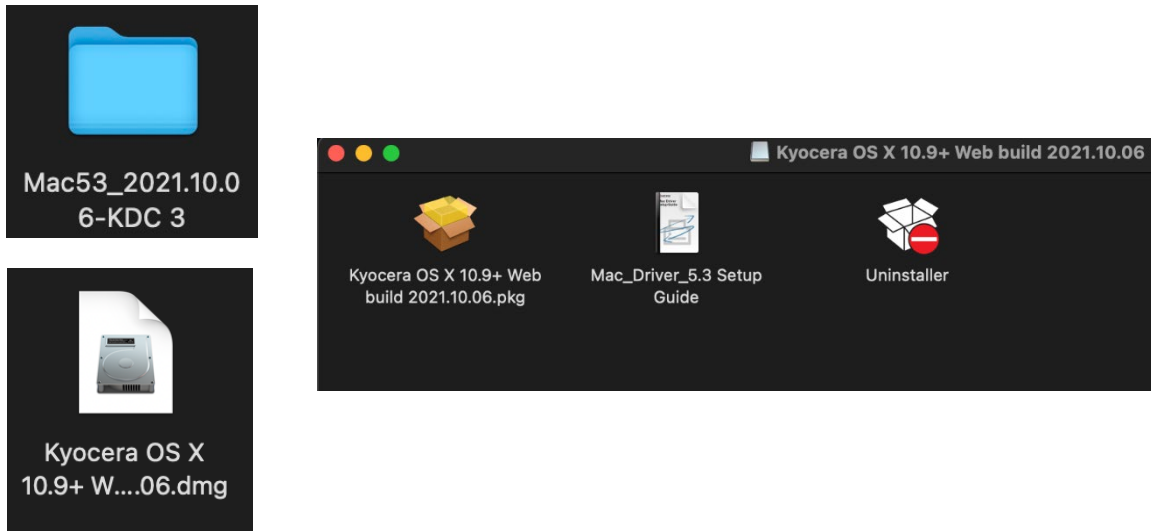 Mac53_2021.10.0
6-KDC 3
Kyocera OS X
10.9+ W....06.dmg
Kyocera OS X 10.9+ Web build 2021.10.06
Kyocera OS X 10.9+ Web
build 2021.10.06.pkg
Mac_Driver_5.3 Setup
Guide
Uninstaller